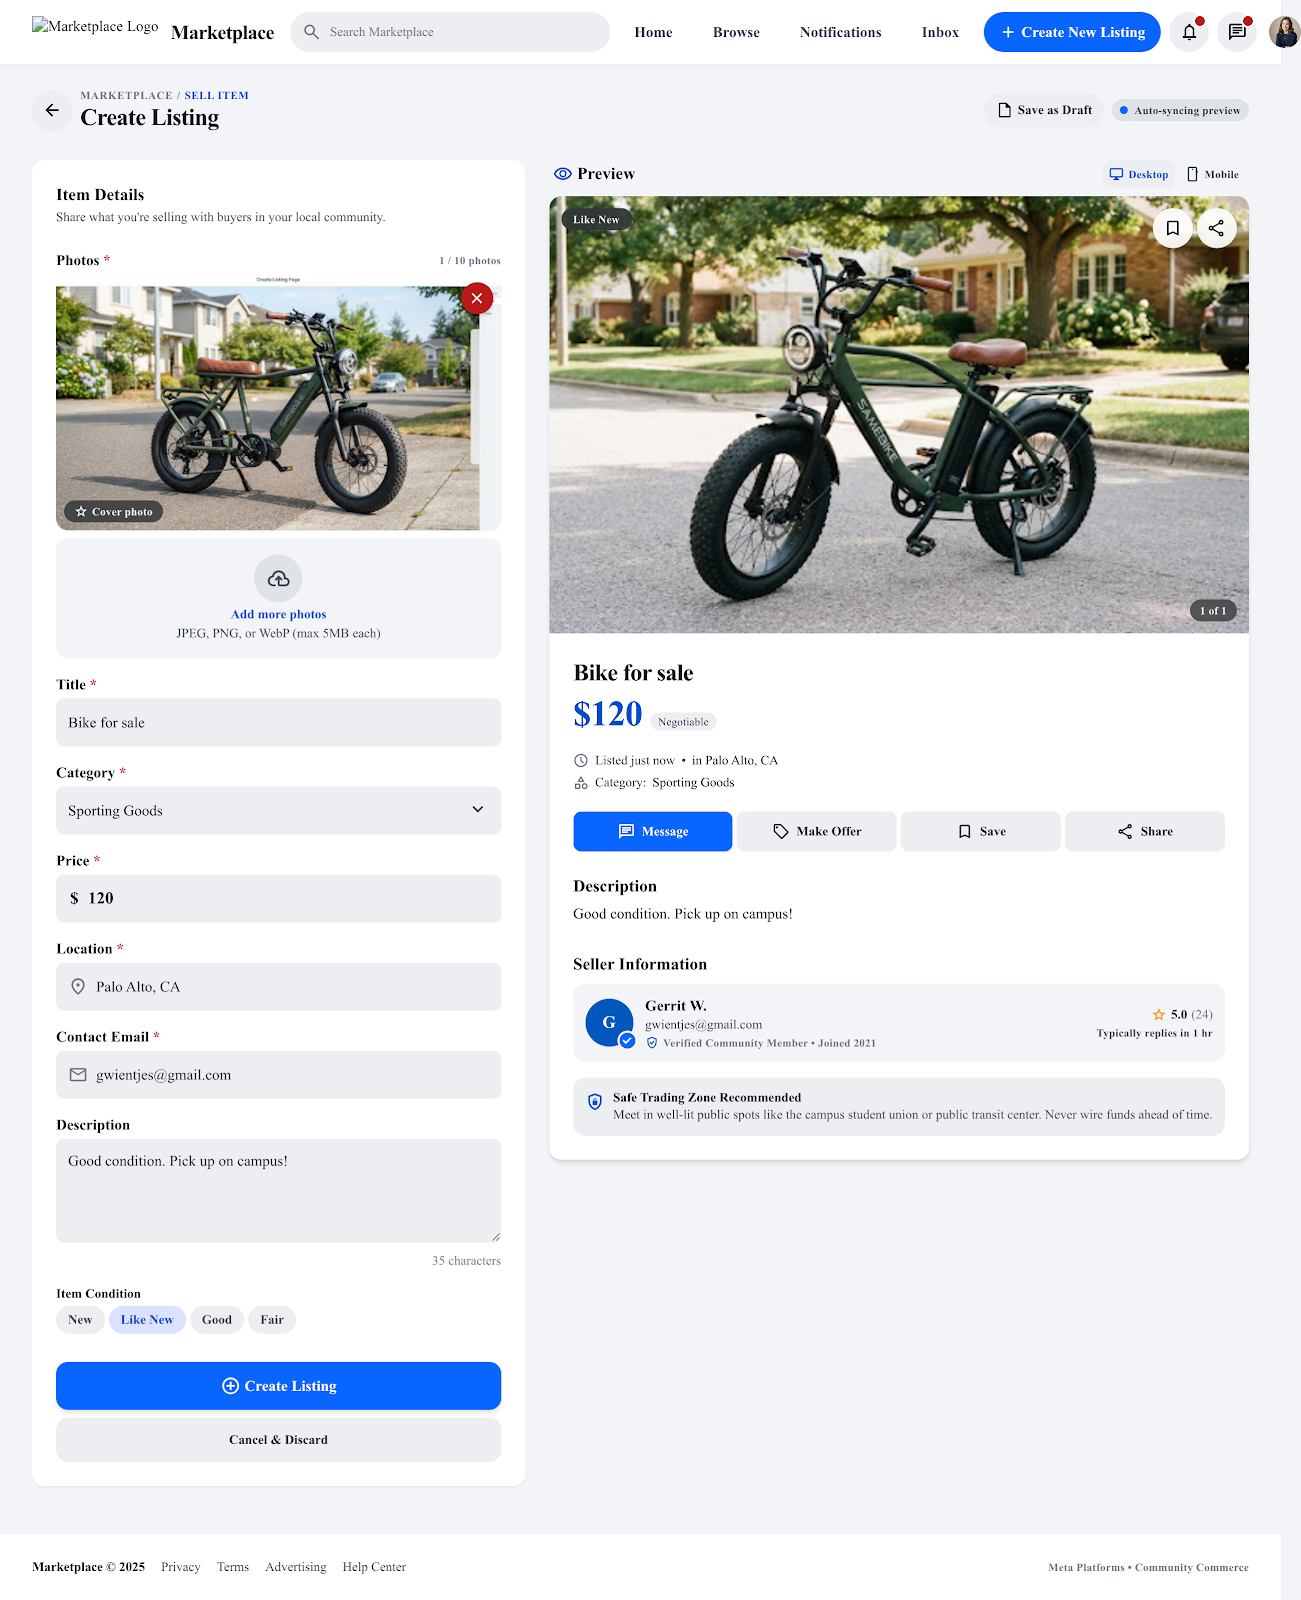 Marketplace Logo
Marketplace
Search Marketplace
Home
Browse
Notifications
Inbox
Create New Listing
MARKETPLACE / SELL ITEM
Create Listing
Save as Draft
Auto-syncing preview
Item Details
Share what you're selling with buyers in your local community.
Photos *
1 / 10 photos
Create Listing Page
SAMEBIKE
Cover photo
Add more photos
JPEG, PNG, or WebP (max 5MB each)
Title *
Bike for sale
Category *
Sporting Goods
Price *
$ 120
Location *
Palo Alto, CA
Contact Email *
gwientjes@gmail.com
Description
Good condition. Pick up on campus!
35 characters
Item Condition
New
Like New
Good
Fair
Create Listing
Cancel & Discard
Preview
Desktop
Mobile
Like New
SAMEBIKE
1 of 1
Bike for sale
$120
Negotiable
Listed just now • in Palo Alto, CA
Category: Sporting Goods
Message
Make Offer
Save
Share
Description
Good condition. Pick up on campus!
Seller Information
G
Gerrit W.
gwientjes@gmail.com
Verified Community Member • Joined 2021
5.0 (24)
Typically replies in 1 hr
Safe Trading Zone Recommended
Meet in well-lit public spots like the campus student union or public transit center. Never wire funds ahead of time.
Marketplace © 2025
Privacy
Terms
Advertising
Help Center
Meta Platforms • Community Commerce